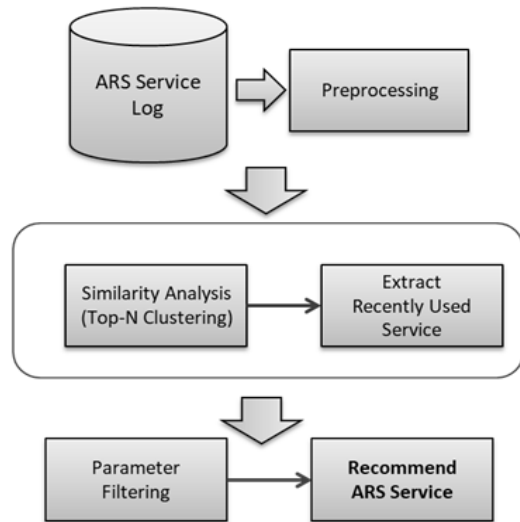 ARS Service
Log
Preprocessing
Similarity Analysis
(Top-N Clustering)
Extract
Recently Used
Service
Parameter
Filtering
Recommend
ARS Service